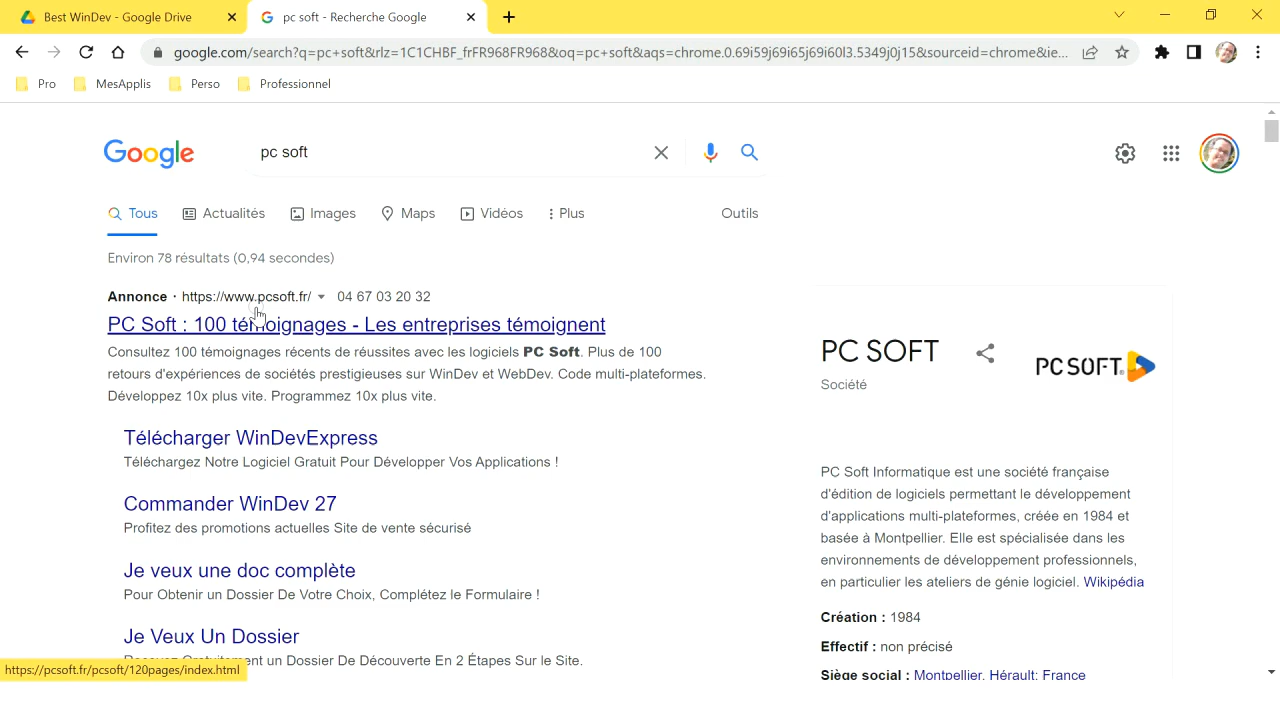 Best WinDev - Google Drive
pc soft - Recherche Google
google.com/search?q=pc+soft&rlz=1C1CHBF_frFR968FR968&oq=pc+soft&aqs=chrome.0.69i59j69i65j69i60l3.5349j0j15&sourceid=chrome&ie...
Pro MesApplis Perso Professionnel
Google pc soft
Tous Actualités Images Maps Vidéos Plus Outils
Environ 78 résultats (0,94 secondes)
Annonce · https://www.pcsoft.fr/ 04 67 03 20 32
PC Soft : 100 témoignages - Les entreprises témoignent
Consultez 100 témoignages récents de réussites avec les logiciels PC Soft. Plus de 100
retours d'expériences de sociétés prestigieuses sur WinDev et WebDev. Code multi-plateformes.
Développez 10x plus vite. Programmez 10x plus vite.
Télécharger WinDevExpress
Téléchargez Notre Logiciel Gratuit Pour Développer Vos Applications !
Commander WinDev 27
Profitez des promotions actuelles Site de vente sécurisé
Je veux une doc complète
Pour Obtenir un Dossier De Votre Choix, Complétez le Formulaire !
Je Veux Un Dossier
Recevez Gratuitement un Dossier De Découverte En 2 Étapes Sur le Site.
https://pcsoft.fr/pcsoft/120pages/index.html
PC SOFT
Société
PC SOFT
PC Soft Informatique est une société française
d'édition de logiciels permettant le développement
d'applications multi-plateformes, créée en 1984 et
basée à Montpellier. Elle est spécialisée dans les
environnements de développement professionnels,
en particulier les ateliers de génie logiciel. Wikipédia
Création : 1984
Effectif : non précisé
Siège social : Montpellier, Hérault; France